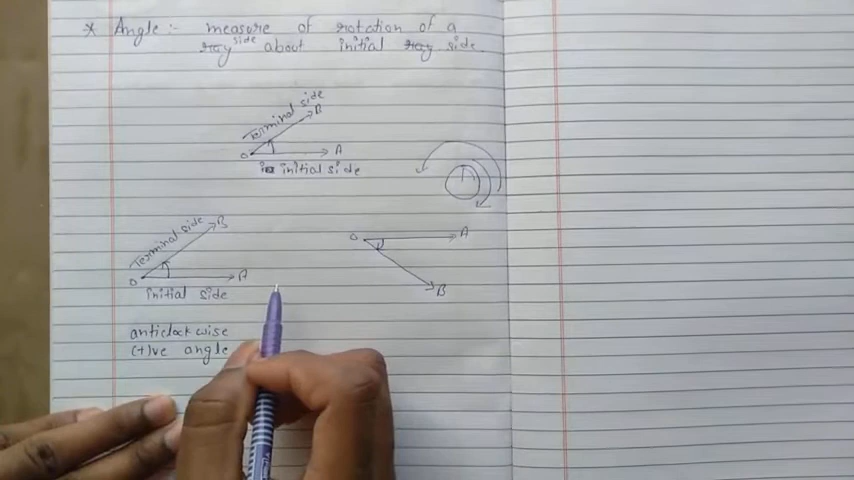 * Angle :- measure of rotation of a
ray side about initial ray side
Terminal side
B
O
A
initial side
Terminal side
B
O
A
initial side
O
A
B
anticlockwise
(+)ve angle